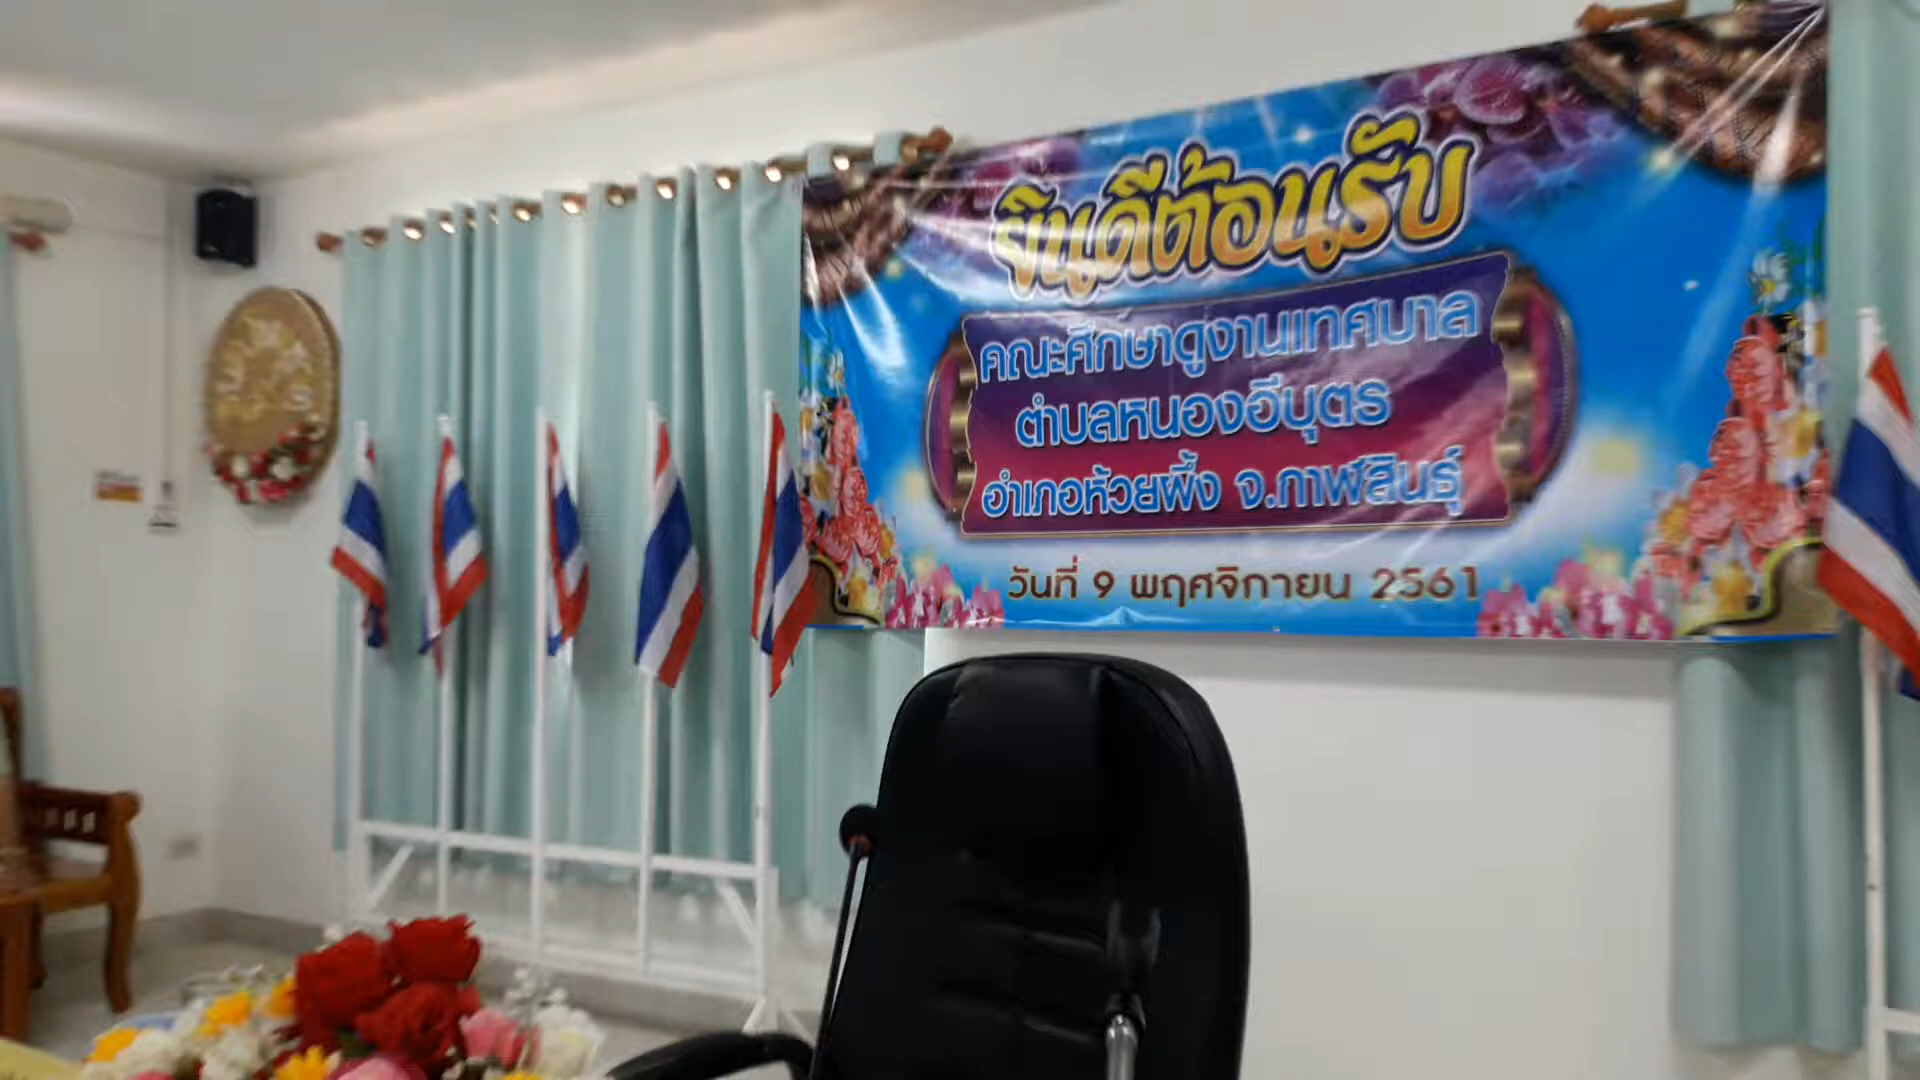 ยินดีต้อนรับ
คณะศึกษาดูงานเทศบาล
ตำบลหนองอีบุตร
อำเภอห้วยผึ้ง จ.กาฬสินธุ์
วันที่ 9 พฤศจิกายน 2561